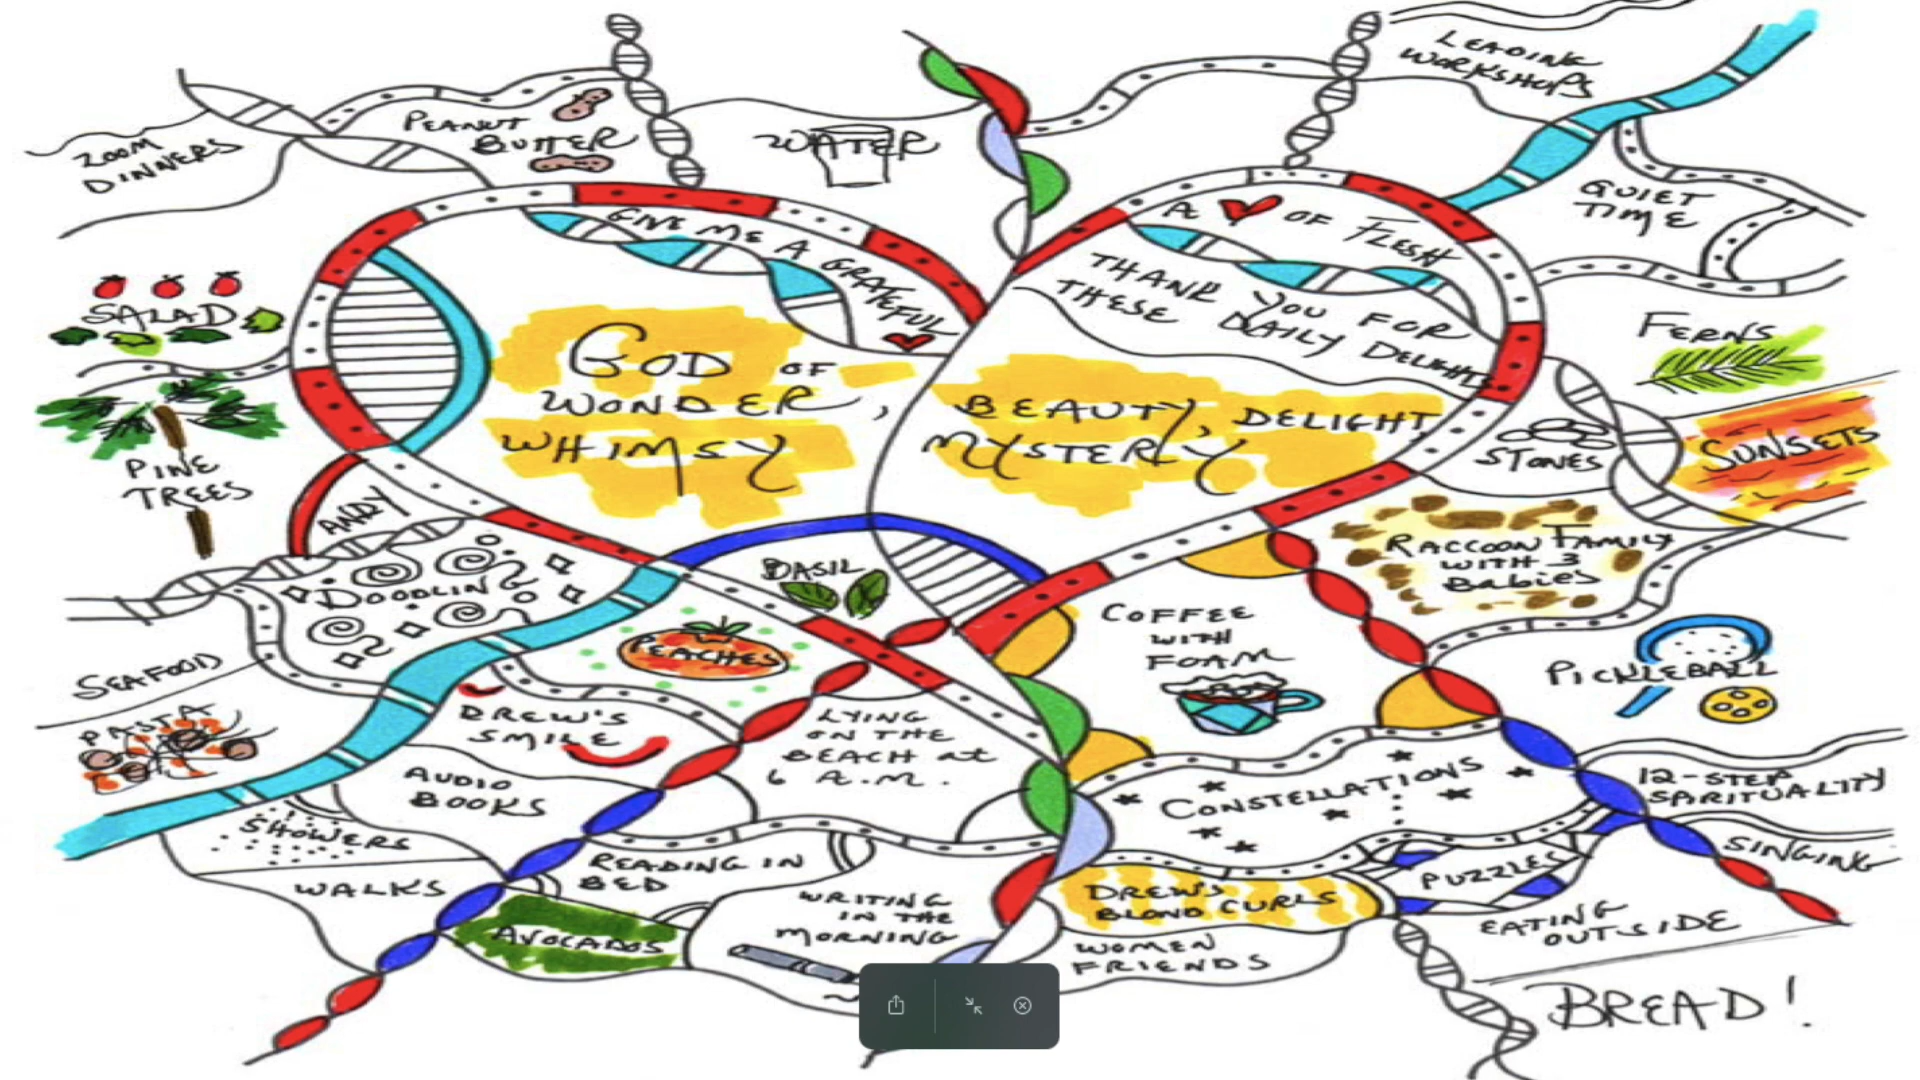 LEADING
WORKSHOPS
PEANUT
BUTTER
WATER
ZOOM
DINNERS
QUIET
TIME
GIVE ME A GRATEFUL
A OF FLESH
THANK YOU FOR
THESE DAILY DELIGHTS
SALAD
FERNS
GOD OF
WONDER,
WHIMSY
BEAUTY, DELIGHT,
MYSTERY
STONES
SUNSETS
PINE
TREES
ANDY
RACCOON FAMILY
WITH 3
BABIES
DOODLING
BASIL
PEACHES
COFFEE
WITH
FOAM
SEAFOOD
PICKLEBALL
PASTA
DREW'S
SMILE
LYING
ON THE
BEACH at
6 A.M.
AUDIO
BOOKS
CONSTELLATIONS
12-STEP
SPIRITUALITY
SHOWERS
SINGING
WALKS
READING IN
BED
PUZZLES
AVOCADOS
WRITING
IN THE
MORNING
DREW'S
BLOND CURLS
WOMEN
FRIENDS
EATING
OUTSIDE
BREAD!